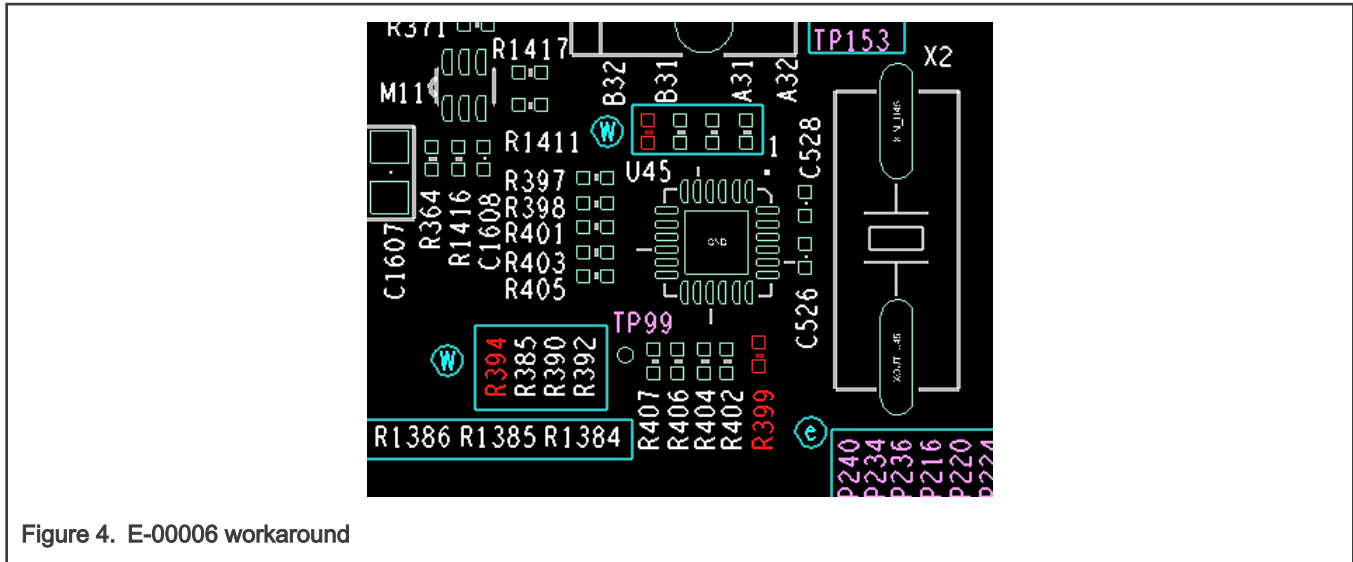 R371
R1417
M11
B32
B31
A31
A32
TP153
X2
W
R1411
U45
1
C528
R397
R398
R401
R403
R405
GND
C1607
R364
R1416
C1608
C526
TP99
W
R394
R385
R390
R392
R407
R406
R404
R402
R399
e
R1386 R1385 R1384
P240
P234
P236
P216
P220
P224
Figure 4. E-00006 workaround